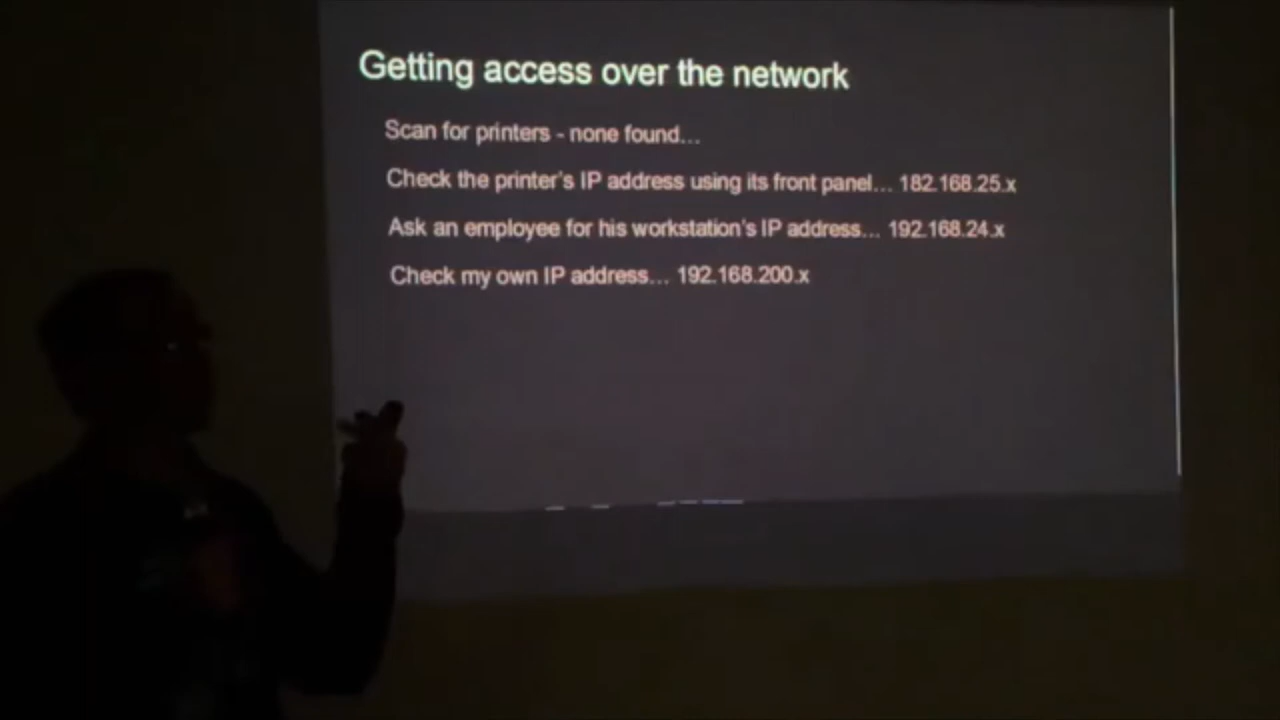 Getting access over the network
Scan for printers - none found...
Check the printer's IP address using its front panel... 182.168.25.x
Ask an employee for his workstation's IP address... 192.168.24.x
Check my own IP address... 192.168.200.x